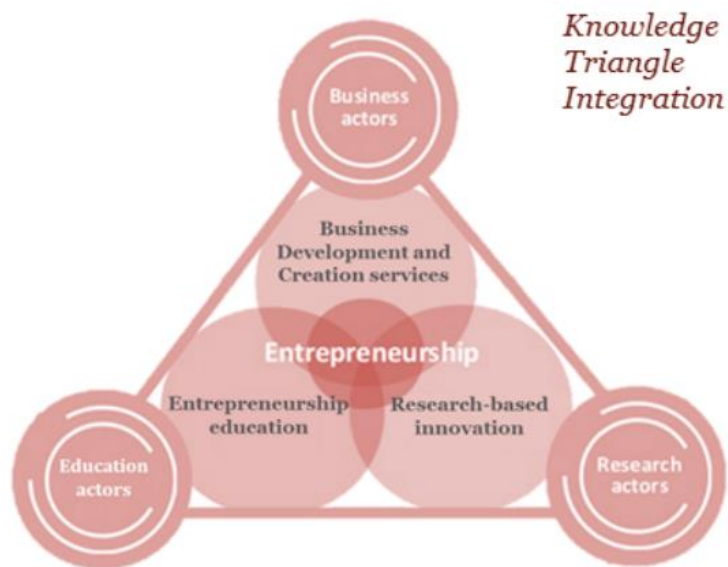 Knowledge
Triangle
Integration
Business
actors
Business
Development and
Creation services
Entrepreneurship
Entrepreneurship
education
Research-based
innovation
Education
actors
Research
actors